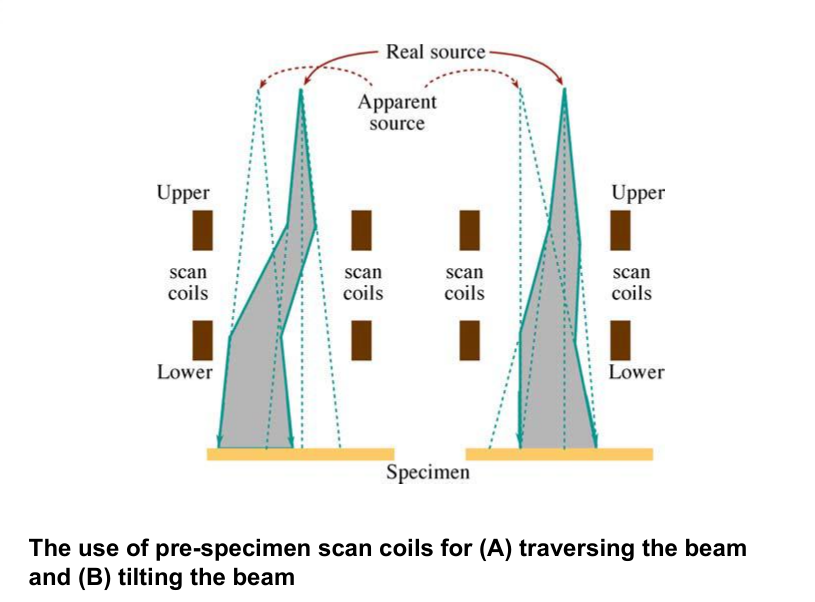 Real source
Apparent
source
Upper
Upper
scan
coils
scan
coils
scan
coils
scan
coils
Lower
Lower
Specimen
The use of pre-specimen scan coils for (A) traversing the beam
and (B) tilting the beam